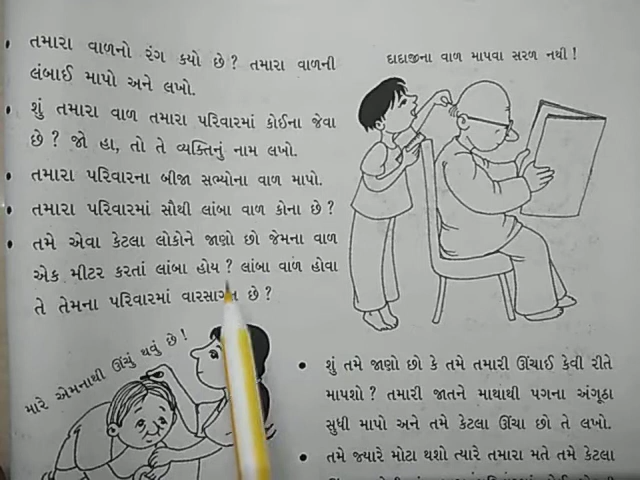 તમારા વાળનો રંગ કયો છે? તમારા વાળની
લંબાઈ માપો અને લખો.
શું તમારા વાળ તમારા પરિવારમાં કોઈના જેવા
છે? જો હા, તો તે વ્યક્તિનું નામ લખો.
તમારા પરિવારના બીજા સભ્યોના વાળ માપો.
તમારા પરિવારમાં સૌથી લાંબા વાળ કોના છે?
તમે એવા કેટલા લોકોને જાણો છો જેમના વાળ
એક મીટર કરતાં લાંબા હોય? લાંબા વાળ હોવા
તે તેમના પરિવારમાં વારસાગત છે?
દાદાજીના વાળ માપવા સરળ નથી!
મારે એમનાથી ઊંચું થવું છે!
શું તમે જાણો છો કે તમે તમારી ઊંચાઈ કેવી રીતે
માપશો? તમારી જાતને માથાથી પગના અંગૂઠા
સુધી માપો અને તમે કેટલા ઊંચા છો તે લખો.
તમે જ્યારે મોટા થશો ત્યારે તમારા મતે તમે કેટલા